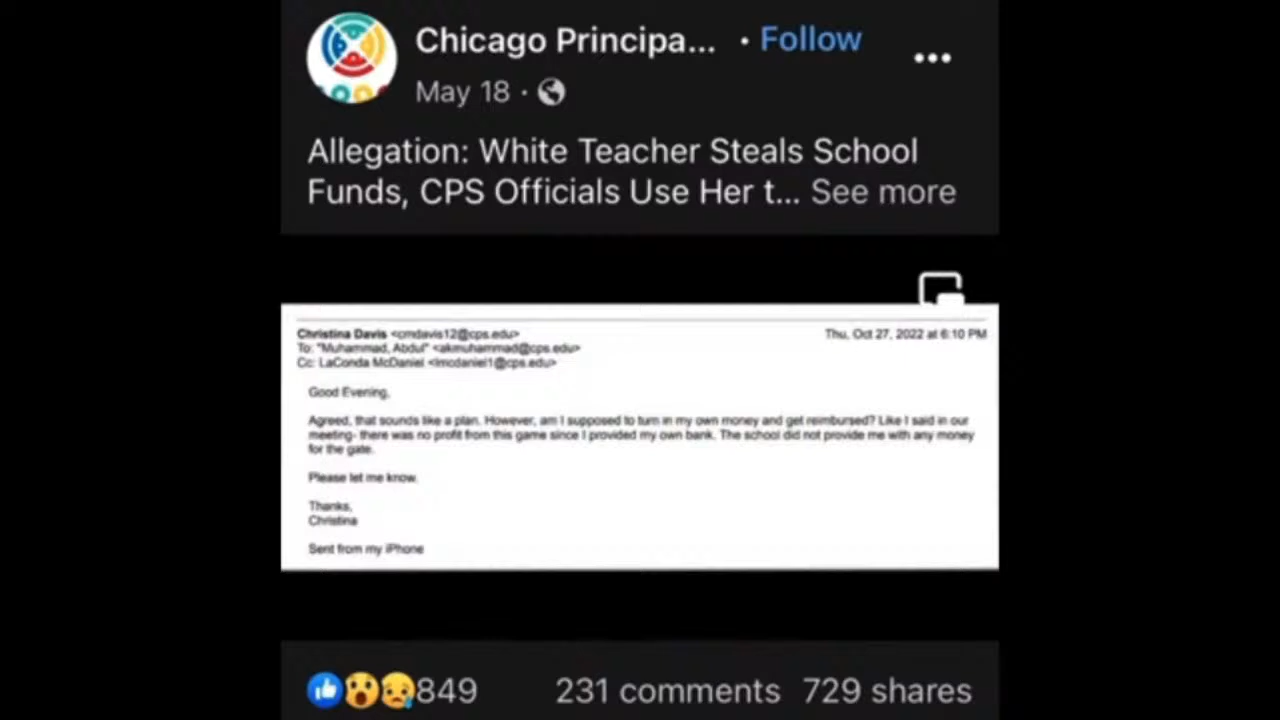 Chicago Principa... · Follow
May 18 ·
Allegation: White Teacher Steals School
Funds, CPS Officials Use Her t... See more
Christina Davis <cmdavis12@cps.edu> Thu, Oct 27, 2022 at 6:10 PM
To: "Muhammad, Abdul" <akmuhammad@cps.edu>
Cc: LaConda McDaniel <lmcdaniel1@cps.edu>
Good Evening,
Agreed, that sounds like a plan. However, am I supposed to turn in my own money and get reimbursed? Like I said in our
meeting- there was no profit from this game since I provided my own bank. The school did not provide me with any money
for the gate.
Please let me know.
Thanks,
Christina
Sent from my iPhone
849 231 comments 729 shares